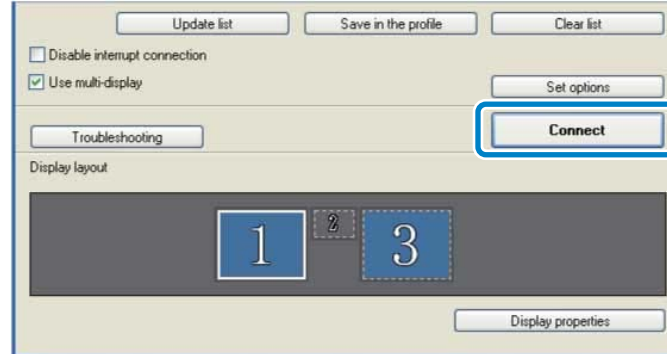 Update list Save in the profile Clear list
Disable interrupt connection
Use multi-display
Set options
Connect
Troubleshooting
Display layout
1 2 3
Display properties